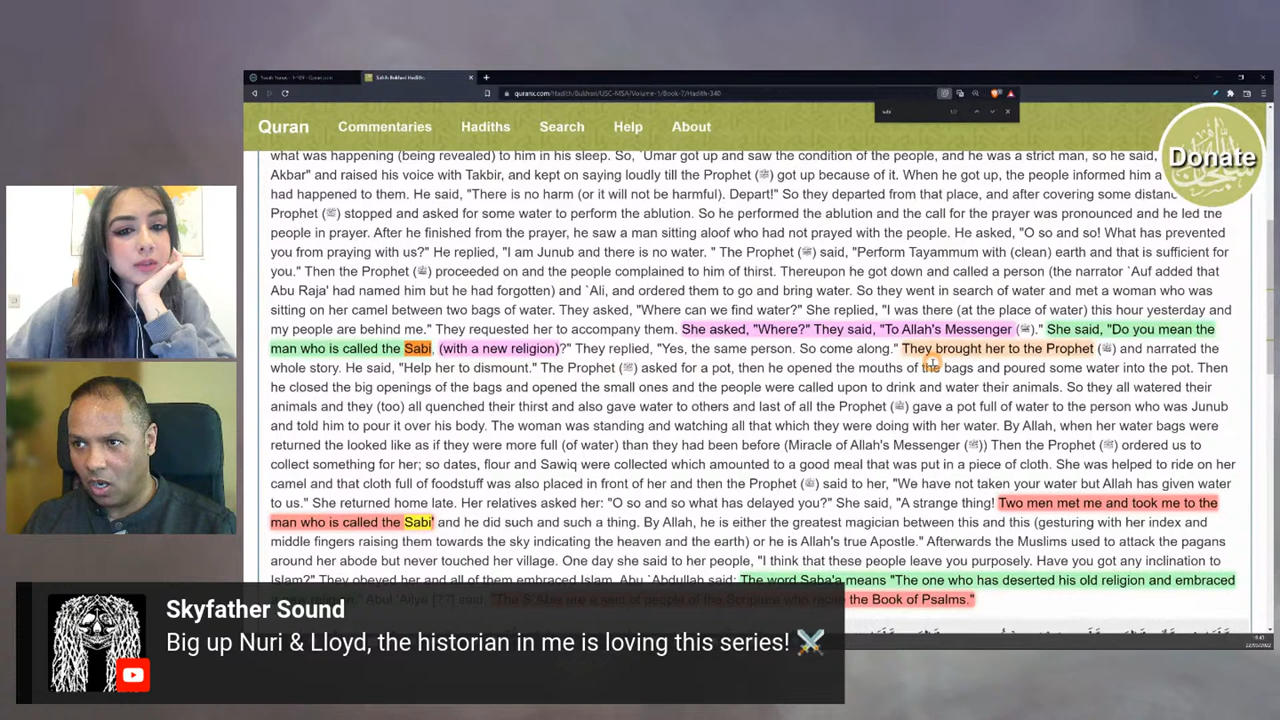 Sahih Bukhari Hadiths
quranx.com/Hadith/Bukhari/USC-MSA/Volume-1/Book-7/Hadith-340
sabi
Quran Commentaries Hadiths Search Help About
Donate
what was happening (being revealed) to him in his sleep. So, `Umar got up and saw the condition of the people, and he was a strict man, so he said,
Akbar" and raised his voice with Takbir, and kept on saying loudly till the Prophet (ﷺ) got up because of it. When he got up, the people informed him
had happened to them. He said, "There is no harm (or it will not be harmful). Depart!" So they departed from that place, and after covering some
Prophet (ﷺ) stopped and asked for some water to perform the ablution. So he performed the ablution and the call for the prayer was pronounced and he led the
people in prayer. After he finished from the prayer, he saw a man sitting aloof who had not prayed with the people. He asked, "O so and so! What has prevented
you from praying with us?" He replied, "I am Junub and there is no water. " The Prophet (ﷺ) said, "Perform Tayammum with (clean) earth and that is sufficient for
you." Then the Prophet (ﷺ) proceeded on and the people complained to him of thirst. Thereupon he got down and called a person (the narrator `Auf added that
Abu Raja' had named him but he had forgotten) and `Ali, and ordered them to go and bring water. So they went in search of water and met a woman who was
sitting on her camel between two bags of water. They asked, "Where can we find water?" She replied, "I was there (at the place of water) this hour yesterday and
my people are behind me." They requested her to accompany them. She asked, "Where?" They said, "To Allah's Messenger (ﷺ)." She said, "Do you mean the
man who is called the Sabi, (with a new religion)?" They replied, "Yes, the same person. So come along." They brought her to the Prophet (ﷺ) and narrated the
whole story. He said, "Help her to dismount." The Prophet (ﷺ) asked for a pot, then he opened the mouths of the bags and poured some water into the pot. Then
he closed the big openings of the bags and opened the small ones and the people were called upon to drink and water their animals. So they all watered their
animals and they (too) all quenched their thirst and also gave water to others and last of all the Prophet (ﷺ) gave a pot full of water to the person who was Junub
and told him to pour it over his body. The woman was standing and watching all that which they were doing with her water. By Allah, when her water bags were
returned the looked like as if they were more full (of water) than they had been before (Miracle of Allah's Messenger (ﷺ)) Then the Prophet (ﷺ) ordered us to
collect something for her; so dates, flour and Sawiq were collected which amounted to a good meal that was put in a piece of cloth. She was helped to ride on her
camel and that cloth full of foodstuff was also placed in front of her and then the Prophet (ﷺ) said to her, "We have not taken your water but Allah has given water
to us." She returned home late. Her relatives asked her: "O so and so what has delayed you?" She said, "A strange thing! Two men met me and took me to the
man who is called the Sabi' and he did such and such a thing. By Allah, he is either the greatest magician between this and this (gesturing with her index and
middle fingers raising them towards the sky indicating the heaven and the earth) or he is Allah's true Apostle." Afterwards the Muslims used to attack the pagans
around her abode but never touched her village. One day she said to her people, "I think that these people leave you purposely. Have you got any inclination to
Islam?" They obeyed her and all of them embraced Islam. Abu `Abdullah said: The word Saba'a means "The one who has deserted his old religion and embraced
a new religion." Abul 'Ailya [??] said, "The S`Abis are a sect of people of the Scripture who recite the Book of Psalms."
Skyfather Sound
Big up Nuri & Lloyd, the historian in me is loving this series! ⚔️